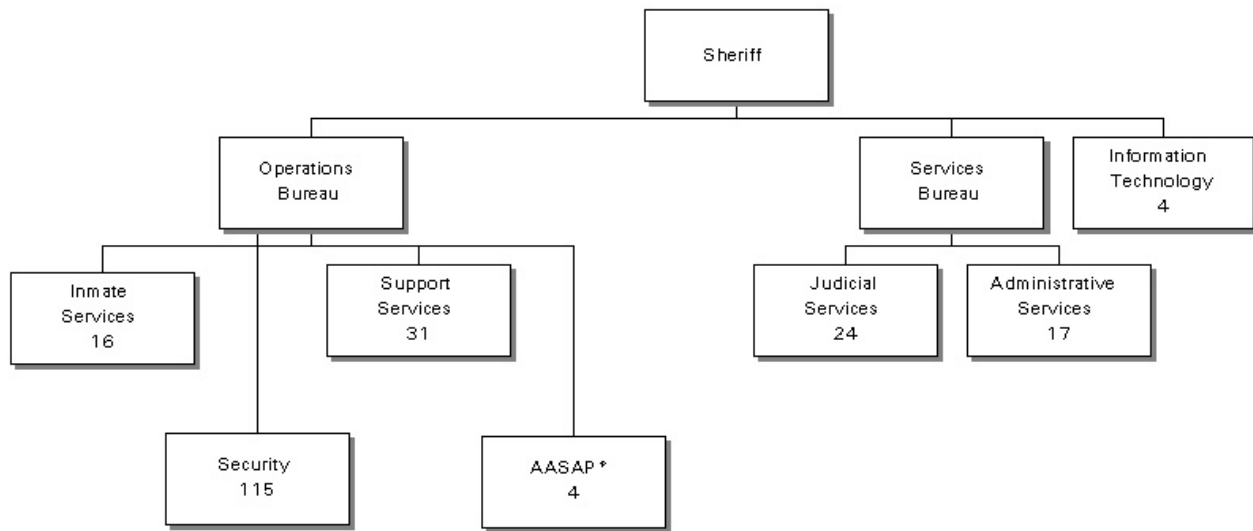 Sheriff
Operations
Bureau
Services
Bureau
Information
Technology
4
Inmate
Services
16
Support
Services
31
Judicial
Services
24
Administrative
Services
17
Security
115
AASAP*
4